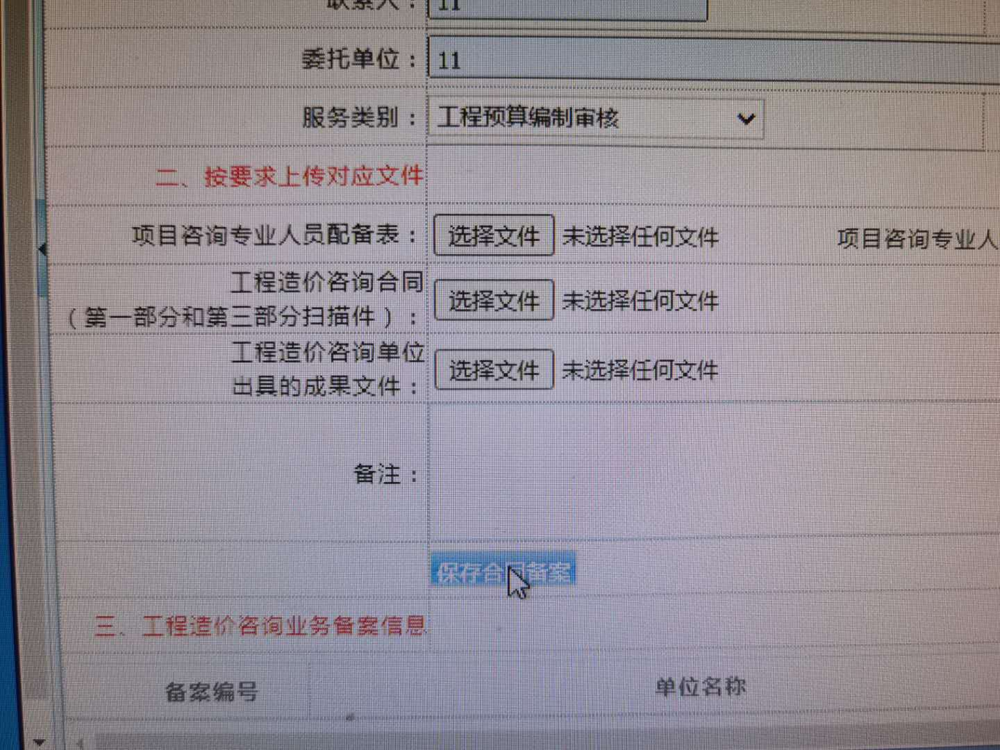 联系人：11
委托单位：11
服务类别：工程预算编制审核
二、按要求上传对应文件
项目咨询专业人员配备表：选择文件 未选择任何文件 项目咨询专业人
工程造价咨询合同
（第一部分和第三部分扫描件）：选择文件 未选择任何文件
工程造价咨询单位
出具的成果文件：选择文件 未选择任何文件
备注：
保存合同备案
三、工程造价咨询业务备案信息
备案编号 单位名称